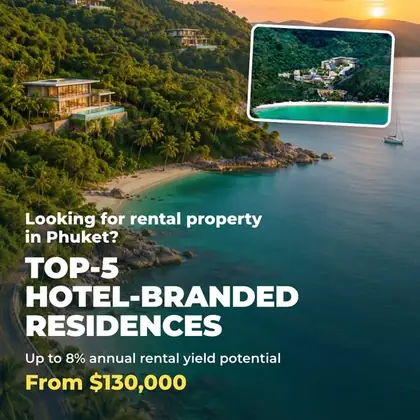 Looking for rental property
in Phuket?
TOP-5
HOTEL-BRANDED
RESIDENCES
Up to 8% annual rental yield potential
From $130,000